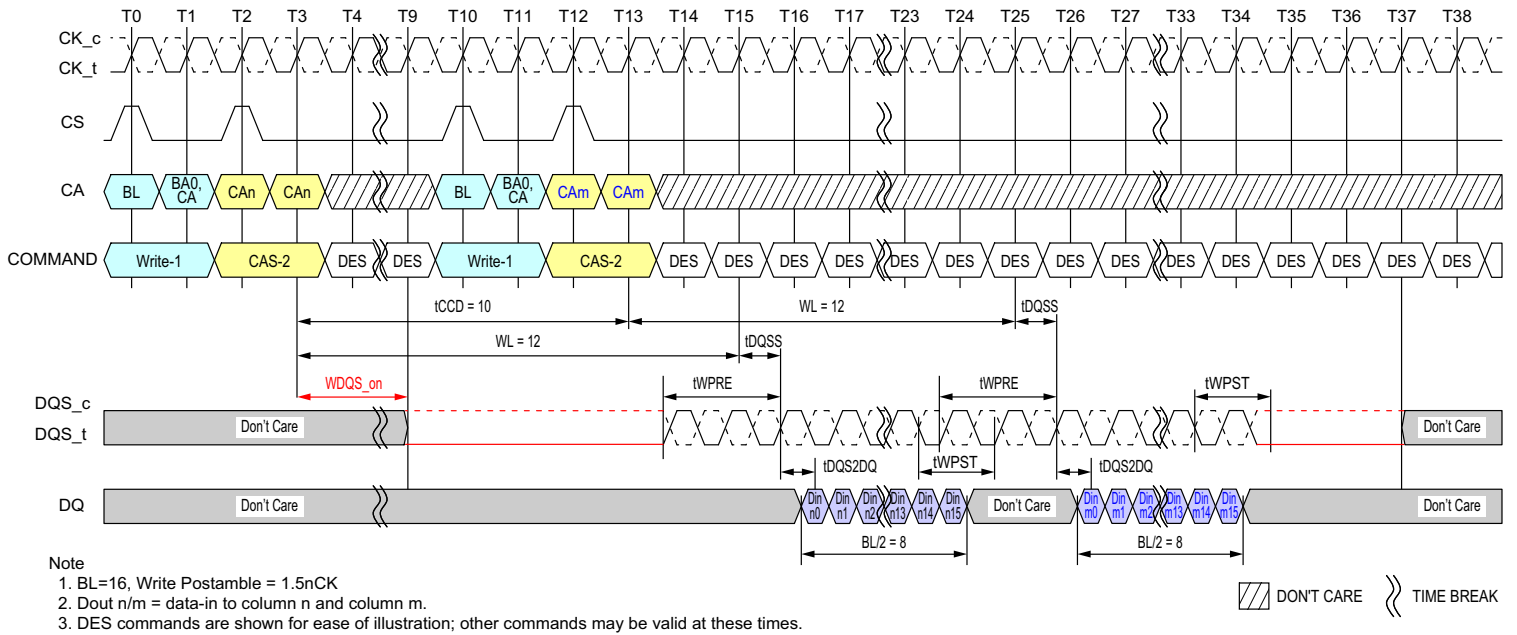 T0 T1 T2 T3 T4 T9 T10 T11 T12 T13 T14 T15 T16 T17 T23 T24 T25 T26 T27 T33 T34 T35 T36 T37 T38
CK_c
CK_t
CS
CA BL BA0, CA CAn CAn BL BA0, CA CAm CAm
COMMAND Write-1 CAS-2 DES DES Write-1 CAS-2 DES DES DES DES DES DES DES DES DES DES DES DES DES DES DES
tCCD = 10 WL = 12 tDQSS
WL = 12 tDQSS
WDQS_on tWPRE tWPRE tWPST
DQS_c
DQS_t Don't Care Don't Care
tDQS2DQ tWPST tDQS2DQ
DQ Don't Care Din n0 Din n1 Din n2 Din n13 Din n14 Din n15 Don't Care Din m0 Din m1 Din m2 Din m13 Din m14 Din m15 Don't Care
BL/2 = 8 BL/2 = 8
Note
1. BL=16, Write Postamble = 1.5nCK
2. Dout n/m = data-in to column n and column m.
3. DES commands are shown for ease of illustration; other commands may be valid at these times.
DON'T CARE TIME BREAK